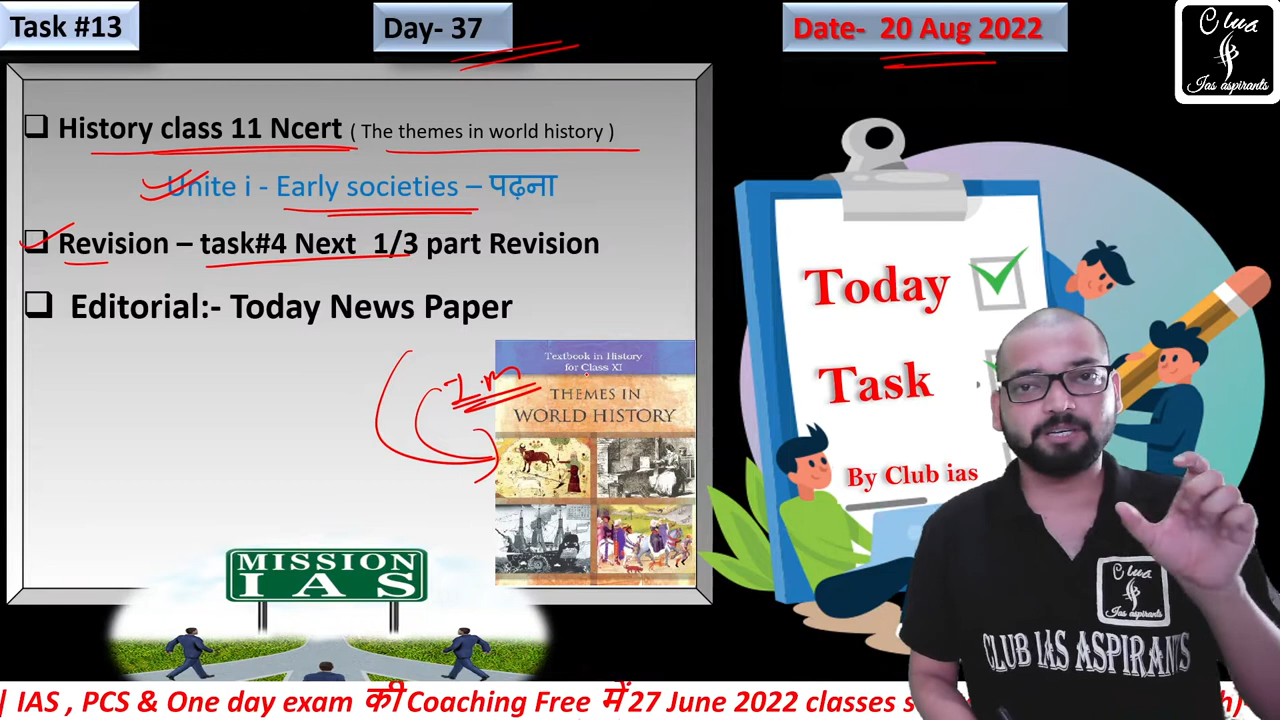 Task #13
Day- 37
Date- 20 Aug 2022
Club
Ias aspirants
History class 11 Ncert ( The themes in world history )
Unite i - Early societies – पढ़ना
Revision – task#4 Next 1/3 part Revision
Editorial:- Today News Paper
Textbook in History
for Class XI
THEMES IN
WORLD HISTORY
MISSION
IAS
Today
Task
By Club ias
Club
Ias aspirants
CLUB IAS ASPIRANTS
| IAS , PCS & One day exam की Coaching Free में 27 June 2022 classes s
h)